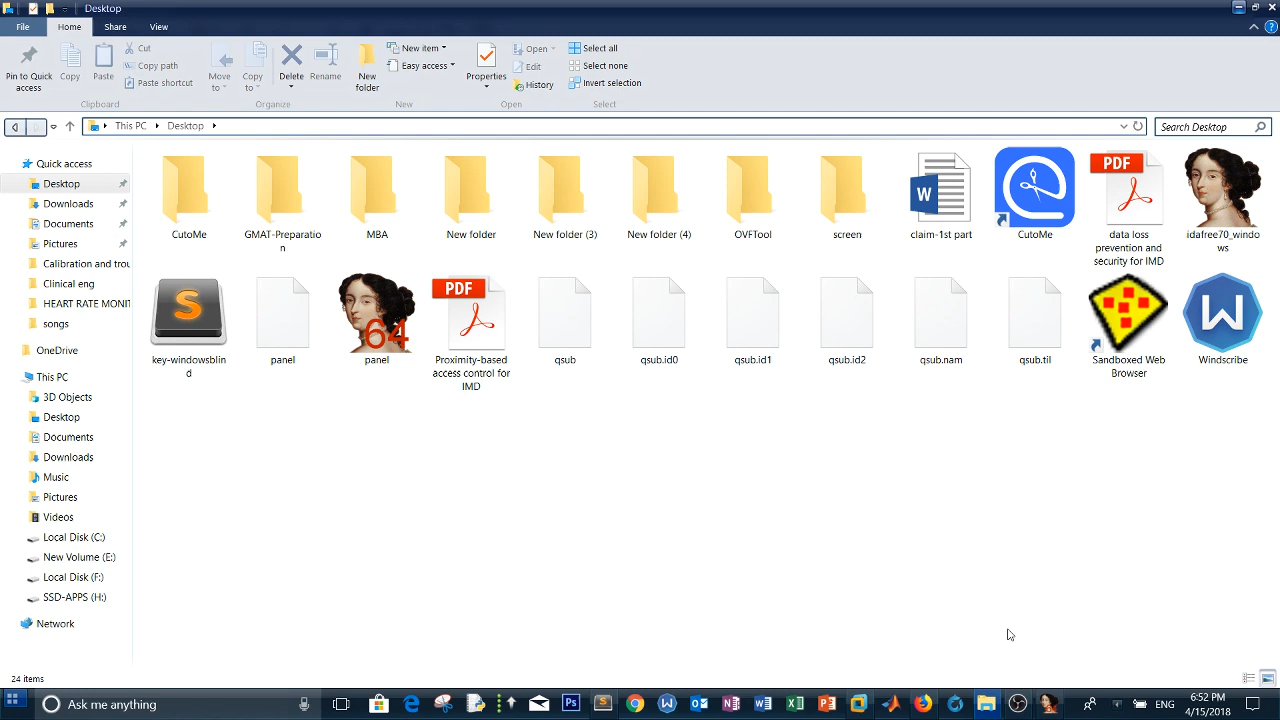 Desktop
File
Home
Share
View
Pin to Quick
access
Copy
Paste
Cut
Copy path
Paste shortcut
Clipboard
Move
to
Copy
to
Delete
Rename
Organize
New
folder
New item
Easy access
New
Properties
Open
Edit
History
Open
Select all
Select none
Invert selection
Select
This PC
Desktop
Search Desktop
Quick access
Desktop
Downloads
Documents
Pictures
Calibration and trou
Clinical eng
HEART RATE MONIT
songs
OneDrive
This PC
3D Objects
Desktop
Documents
Downloads
Music
Pictures
Videos
Local Disk (C:)
New Volume (E:)
Local Disk (F:)
SSD-APPS (H:)
Network
CutoMe
GMAT-Preparatio
n
MBA
New folder
New folder (3)
New folder (4)
OVFTool
screen
W
claim-1st part
CutoMe
PDF
data loss
prevention and
security for IMD
idafree70_windo
ws
S
key-windowsblin
d
panel
64
panel
PDF
Proximity-based
access control for
IMD
qsub
qsub.id0
qsub.id1
qsub.id2
qsub.nam
qsub.til
Sandboxed Web
Browser
W
Windscribe
24 items
Ask me anything
Ps
ENG
6:52 PM
4/15/2018